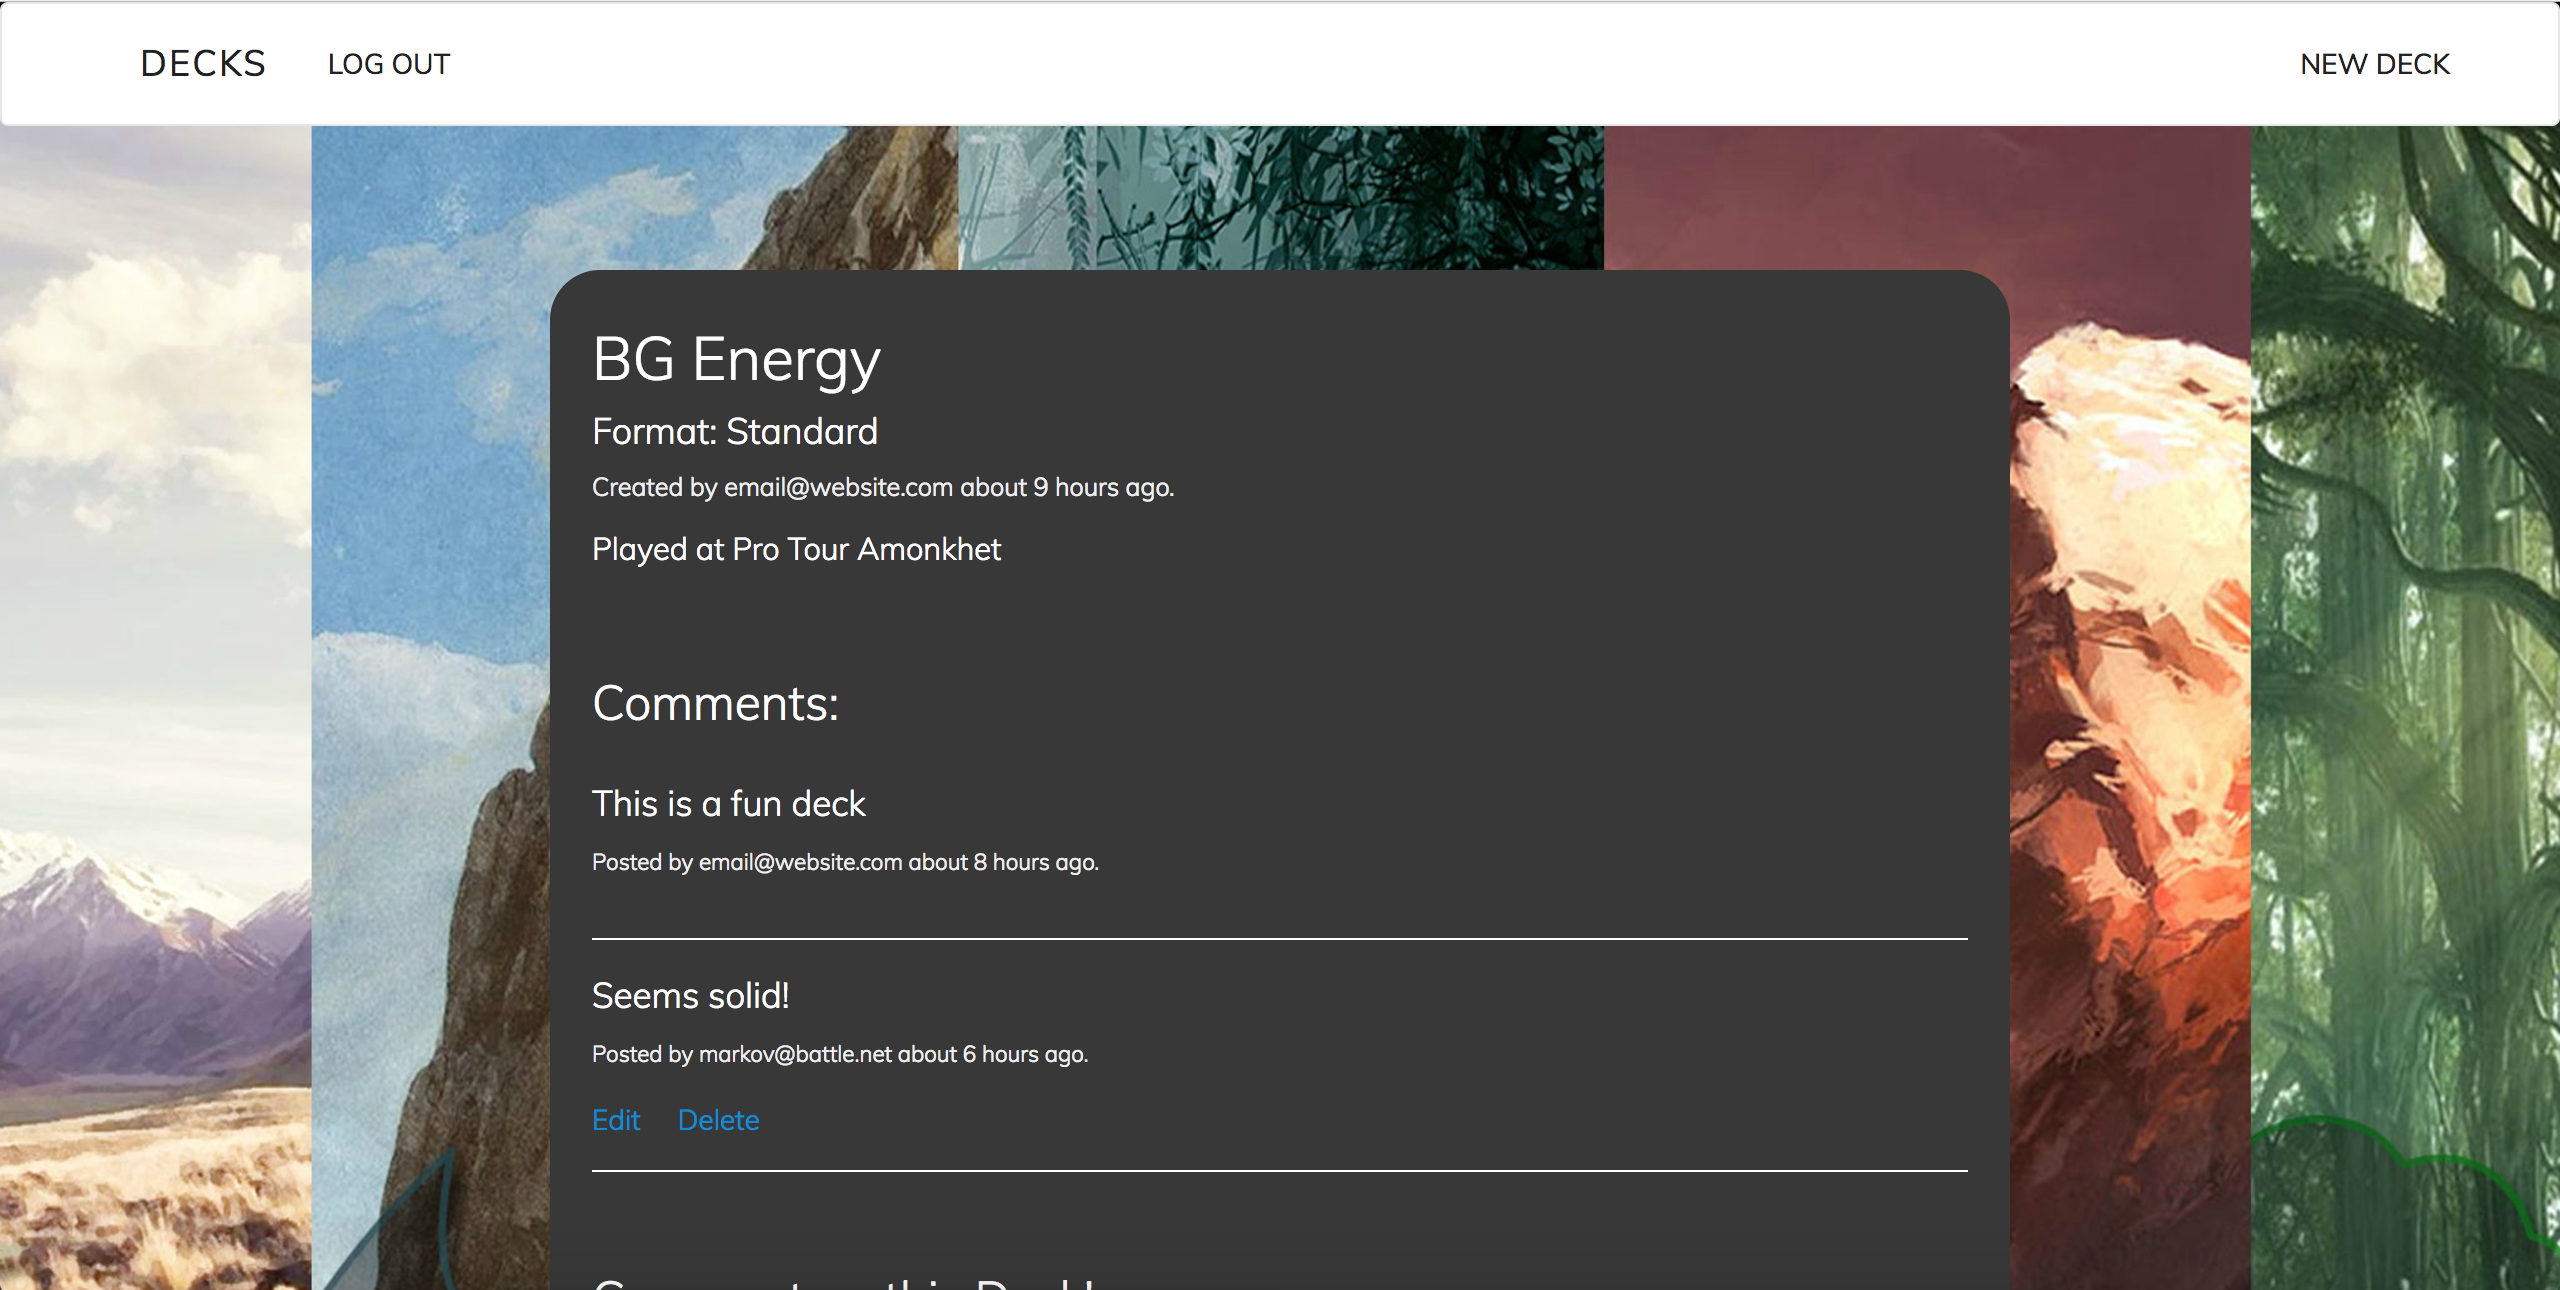 DECKS LOG OUT NEW DECK
BG Energy
Format: Standard
Created by email@website.com about 9 hours ago.
Played at Pro Tour Amonkhet
Comments:
This is a fun deck
Posted by email@website.com about 8 hours ago.
Seems solid!
Posted by markov@battle.net about 6 hours ago.
Edit Delete